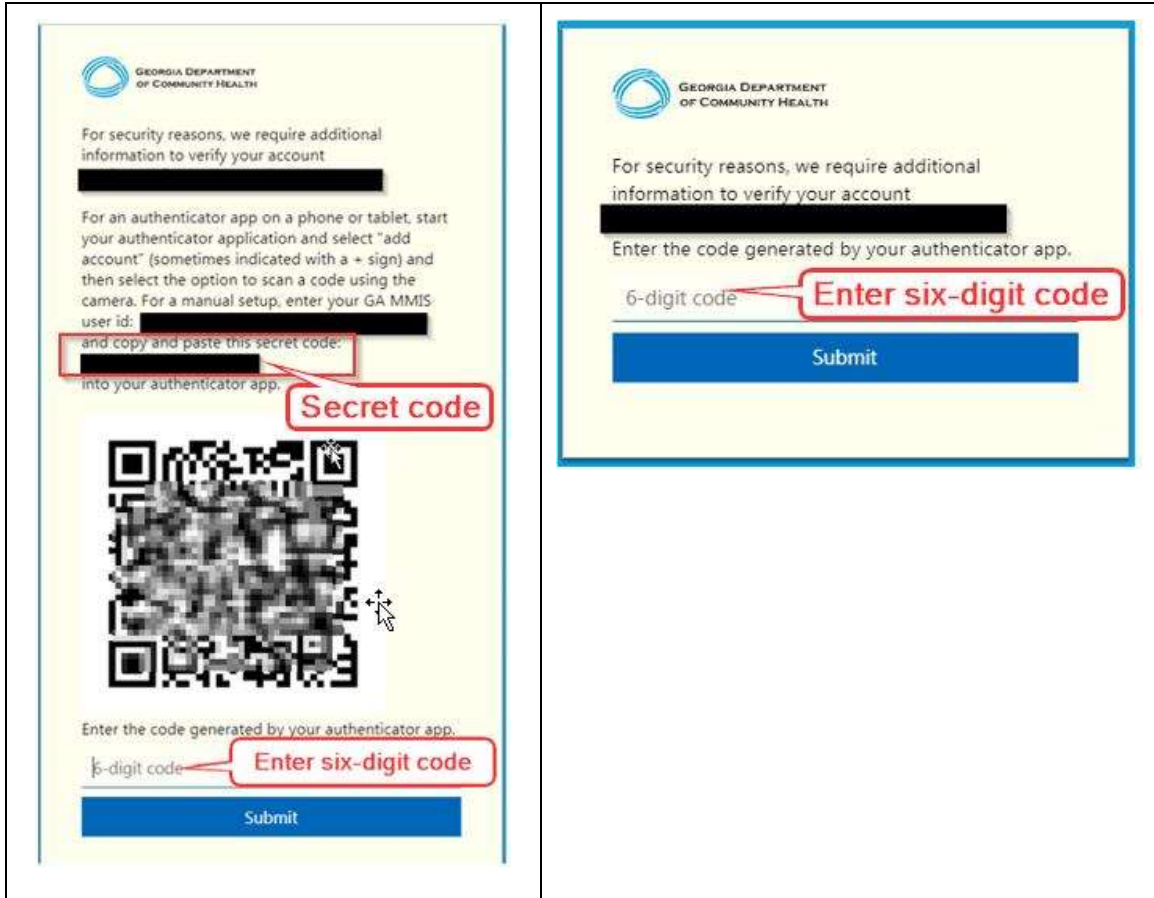 GEORGIA DEPARTMENT
OF COMMUNITY HEALTH
For security reasons, we require additional
information to verify your account
For an authenticator app on a phone or tablet, start
your authenticator application and select "add
account" (sometimes indicated with a + sign) and
then select the option to scan a code using the
camera. For a manual setup, enter your GA MMIS
user id:
and copy and paste this secret code:
into your authenticator app.
Secret code
Enter the code generated by your authenticator app.
6-digit code
Enter six-digit code
Submit
GEORGIA DEPARTMENT
OF COMMUNITY HEALTH
For security reasons, we require additional
information to verify your account
Enter the code generated by your authenticator app.
6-digit code
Enter six-digit code
Submit